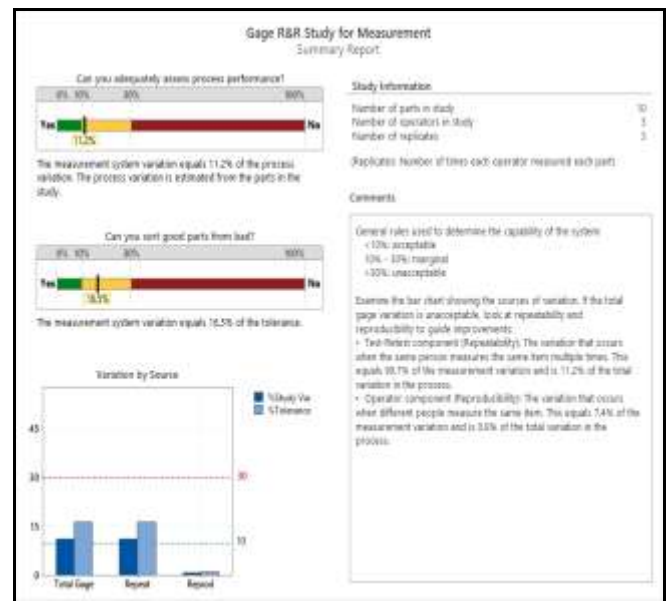 Gage R&R Study for Measurement
Summary Report
Can you adequately assess process performance?
0% 10% 30% 100%
Yes No
11.2%
The measurement system variation equals 11.2% of the process
variation. The process variation is estimated from the parts in the
study.
Can you sort good parts from bad?
0% 10% 30% 100%
Yes No
16.5%
The measurement system variation equals 16.5% of the tolerance.
Variation by Source
%Study Var
%Tolerance
45
30
30
15
10
0
Total Gage Repeat Reprod
Study Information
Number of parts in study 10
Number of operators in study 3
Number of replicates 3
(Replicates: Number of times each operator measured each part)
Comments
General rules used to determine the capability of the system:
<10%: acceptable
10% - 30%: marginal
>30%: unacceptable
Examine the bar chart showing the sources of variation. If the total
gage variation is unacceptable, look at repeatability and
reproducibility to guide improvements:
• Test-Retest component (Repeatability): The variation that occurs
when the same person measures the same item multiple times. This
equals 99.7% of the measurement variation and is 11.2% of the total
variation in the process.
• Operator component (Reproducibility): The variation that occurs
when different people measure the same item. This equals 7.4% of the
measurement variation and is of the total variation in the
process.